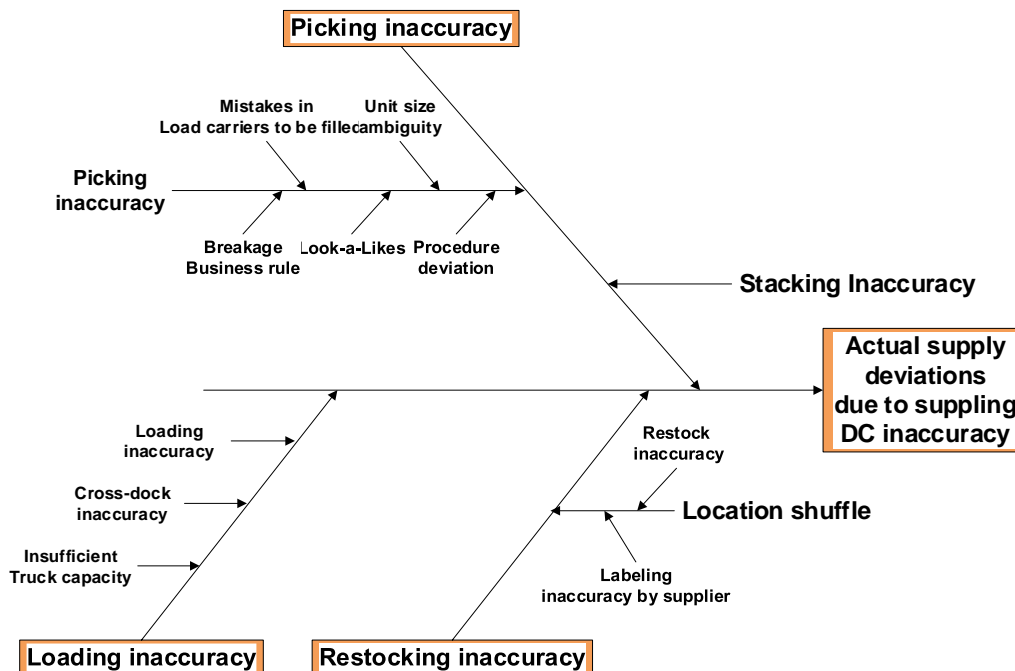 Picking inaccuracy
Mistakes in
Load carriers to be filled
Unit size
ambiguity
Picking
inaccuracy
Breakage
Business rule
Look-a-Likes
Procedure
deviation
Stacking Inaccuracy
Actual supply
deviations
due to suppling
DC inaccuracy
Loading
inaccuracy
Restock
inaccuracy
Cross-dock
inaccuracy
Location shuffle
Insufficient
Truck capacity
Labeling
inaccuracy by supplier
Loading inaccuracy
Restocking inaccuracy